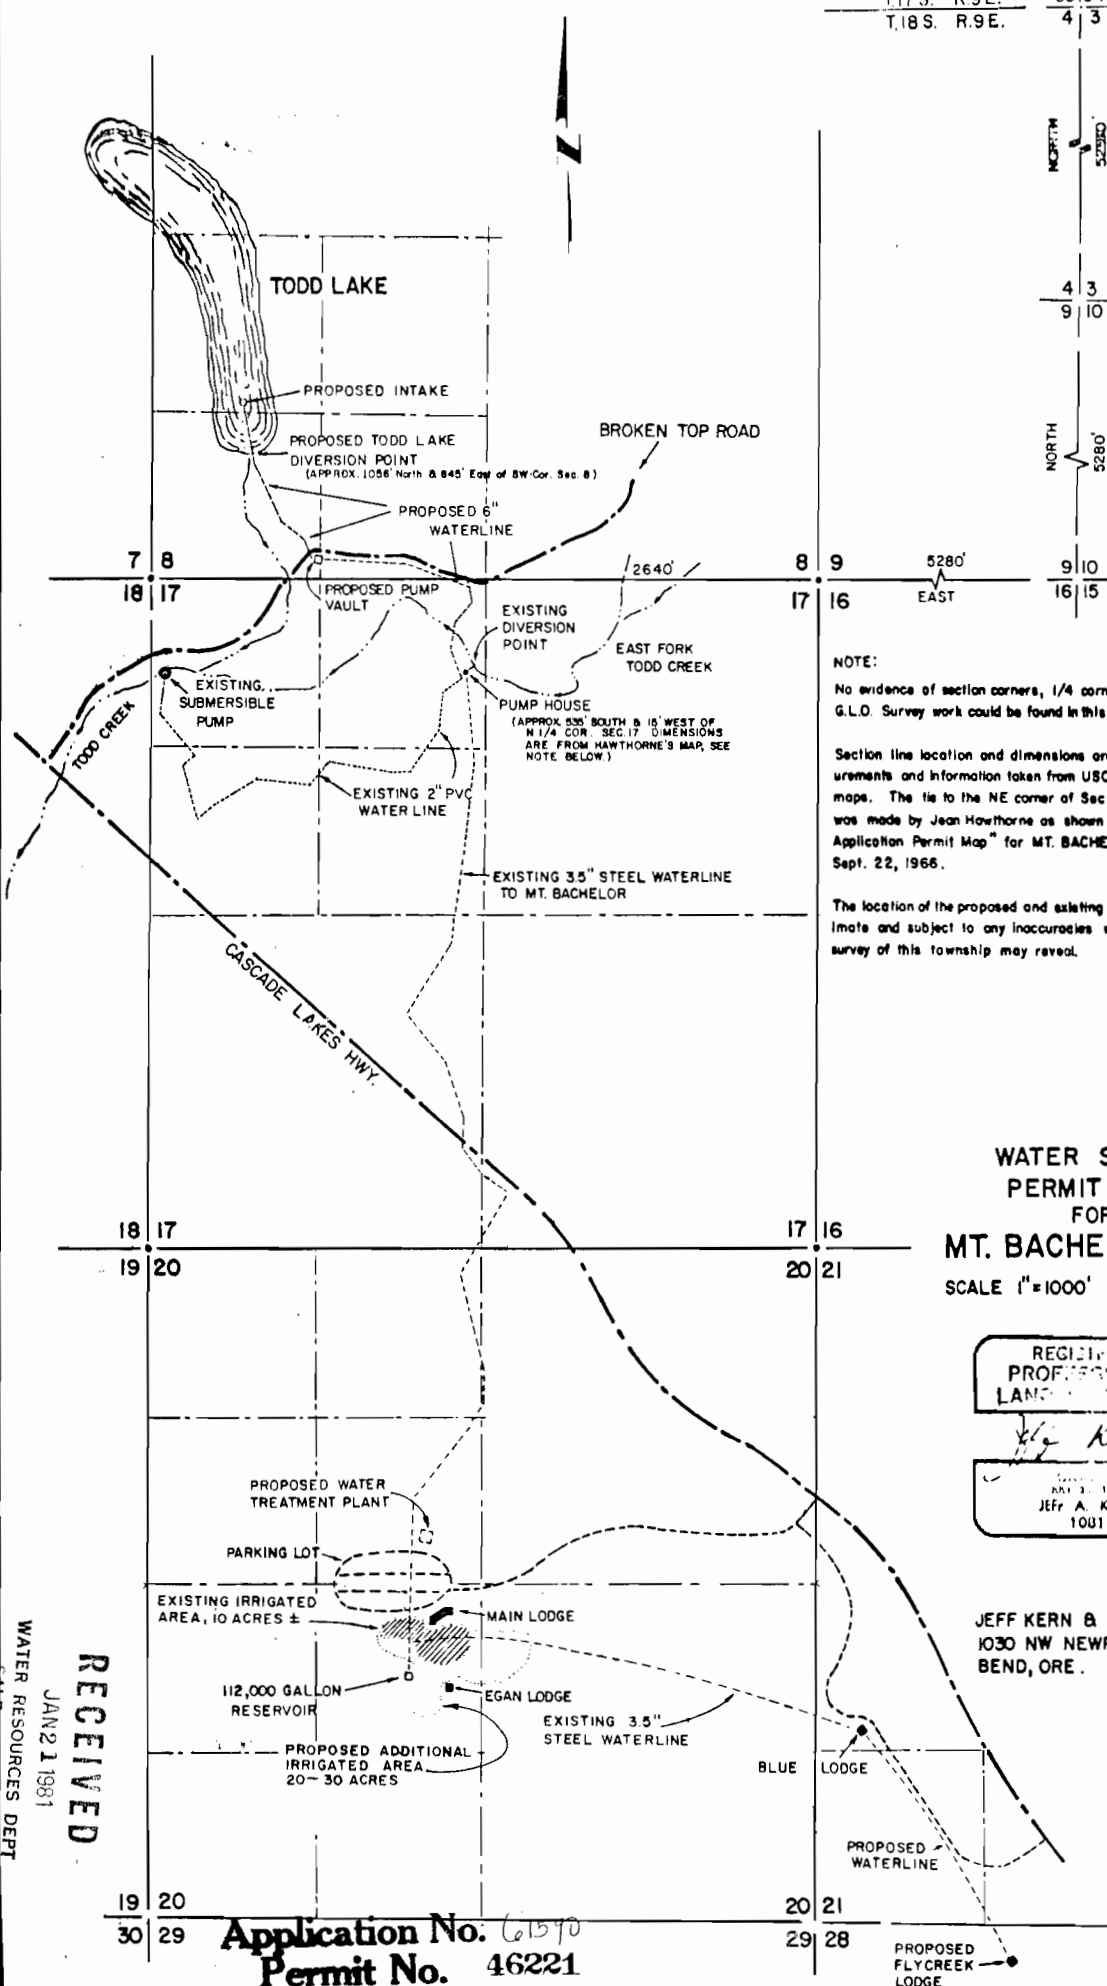 T.17 S. R.9 E.
T.18 S. R.9 E.
4 3
NORTH
5280'
4 3
9 10
NORTH
5280'
TODD LAKE
PROPOSED INTAKE
PROPOSED TODD LAKE
DIVERSION POINT
(APPROX. 1056' North & 845' East of SW-Cor. Sec. 8)
BROKEN TOP ROAD
PROPOSED 6"
WATERLINE
7 8
18 17
8 9
17 16
2640'
5280'
EAST
9 10
16 15
PROPOSED PUMP
VAULT
EXISTING
DIVERSION
POINT
EAST FORK
TODD CREEK
EXISTING
SUBMERSIBLE
PUMP
TODD CREEK
PUMP HOUSE
(APPROX. 535' SOUTH & 15' WEST OF
N 1/4 COR. SEC. 17 DIMENSIONS
ARE FROM HAWTHORNE'S MAP, SEE
NOTE BELOW.)
EXISTING 2" PVC
WATER LINE
EXISTING 3.5" STEEL WATERLINE
TO MT. BACHELOR
NOTE:
No evidence of section corners, 1/4 corn
G.L.O. Survey work could be found in this
Section line location and dimensions ar
urements and information taken from USG
maps. The tie to the NE corner of Sec
was made by Jean Hawthorne as shown
Application Permit Map" for MT. BACHE
Sept. 22, 1966.
The location of the proposed and existing
imate and subject to any inaccuracies
survey of this township may reveal.
CASCADE LAKES HWY.
18 17
19 20
17 16
20 21
WATER S
PERMIT
FOR
MT. BACHE
SCALE 1"=1000'
LAN
JEFF A. K
1081
PROPOSED WATER
TREATMENT PLANT
PARKING LOT
EXISTING IRRIGATED
AREA, 10 ACRES ±
MAIN LODGE
112,000 GALLON
RESERVOIR
EGAN LODGE
EXISTING 3.5"
STEEL WATERLINE
PROPOSED ADDITIONAL
IRRIGATED AREA
20-30 ACRES
BLUE LODGE
JEFF KERN &
1030 NW NEWP
BEND, ORE.
PROPOSED
WATERLINE
PROPOSED
FLYCREEK
LODGE
19 20
30 29
20 21
29 28
RECEIVED
JAN 21 1981
WATER RESOURCES DEPT
Application No. 61590
Permit No. 46221